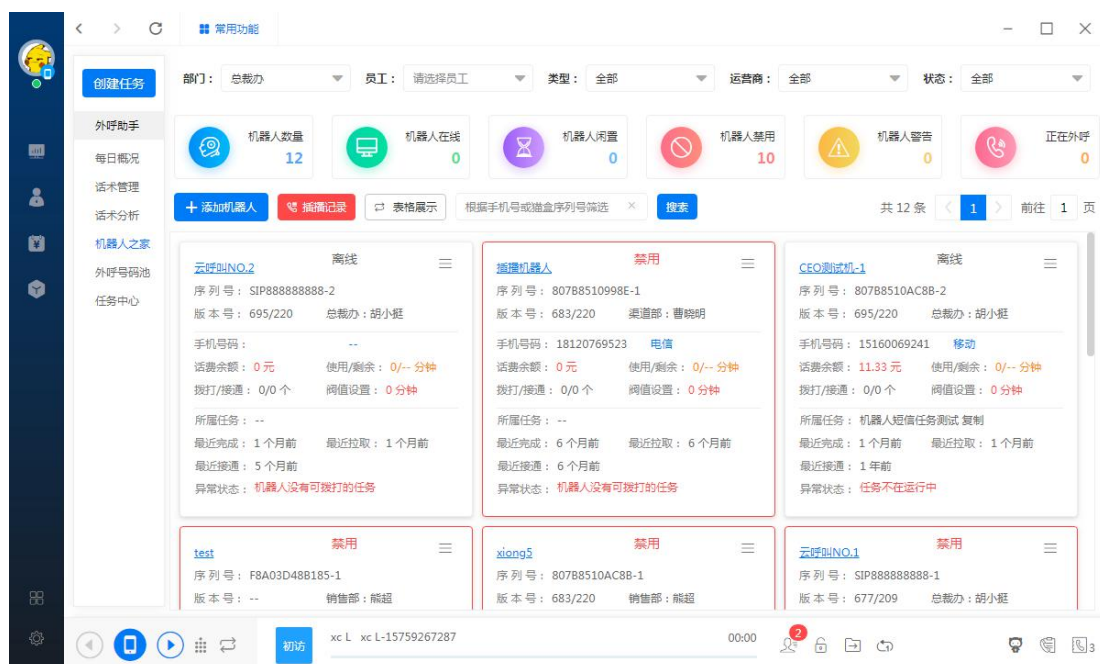 常用功能
创建任务
部门： 总裁办 员工： 请选择员工 类型： 全部 运营商： 全部 状态： 全部
外呼助手
每日概况
话术管理
话术分析
机器人之家
外呼号码池
任务中心
机器人数量 12
机器人在线 0
机器人闲置 0
机器人禁用 10
机器人警告 0
正在外呼 0
添加机器人 插播记录 表格展示 根据手机号或猫盒序列号筛选 搜索 共 12 条 1 前往 1 页
云呼叫NO.2 离线
序 列 号： SIP888888888-2
版 本 号： 695/220 总裁办：胡小挺
手机号码： --
话费余额： 0 元 使用/剩余： 0/-- 分钟
拨打/接通： 0/0 个 阀值设置： 0 分钟
所属任务： --
最近完成： 1 个月前 最近拉取： 1 个月前
最近接通： 5 个月前
异常状态： 机器人没有可拨打的任务
插播机器人 禁用
序 列 号： 807B8510998E-1
版 本 号： 683/220 渠道部：曹晓明
手机号码： 18120769523 电信
话费余额： 0 元 使用/剩余： 0/-- 分钟
拨打/接通： 0/0 个 阀值设置： 0 分钟
所属任务： --
最近完成： 6 个月前 最近拉取： 6 个月前
最近接通： 6 个月前
异常状态： 机器人没有可拨打的任务
CEO测试机-1 离线
序 列 号： 807B8510AC8B-2
版 本 号： 695/220 总裁办：胡小挺
手机号码： 15160069241 移动
话费余额： 11.33 元 使用/剩余： 0/-- 分钟
拨打/接通： 0/0 个 阀值设置： 0 分钟
所属任务： 机器人短信任务测试 复制
最近完成： 1 个月前 最近拉取： 1 个月前
最近接通： 1 年前
异常状态： 任务不在运行中
test 禁用
序 列 号： F8A03D48B185-1
版 本 号： -- 销售部：熊超
xiong5 禁用
序 列 号： 807B8510AC8B-1
版 本 号： 683/220 销售部：熊超
云呼叫NO.1 禁用
序 列 号： SIP888888888-1
版 本 号： 677/209 总裁办：胡小挺
初访 xc L xc L-15759267287 00:00 2 3